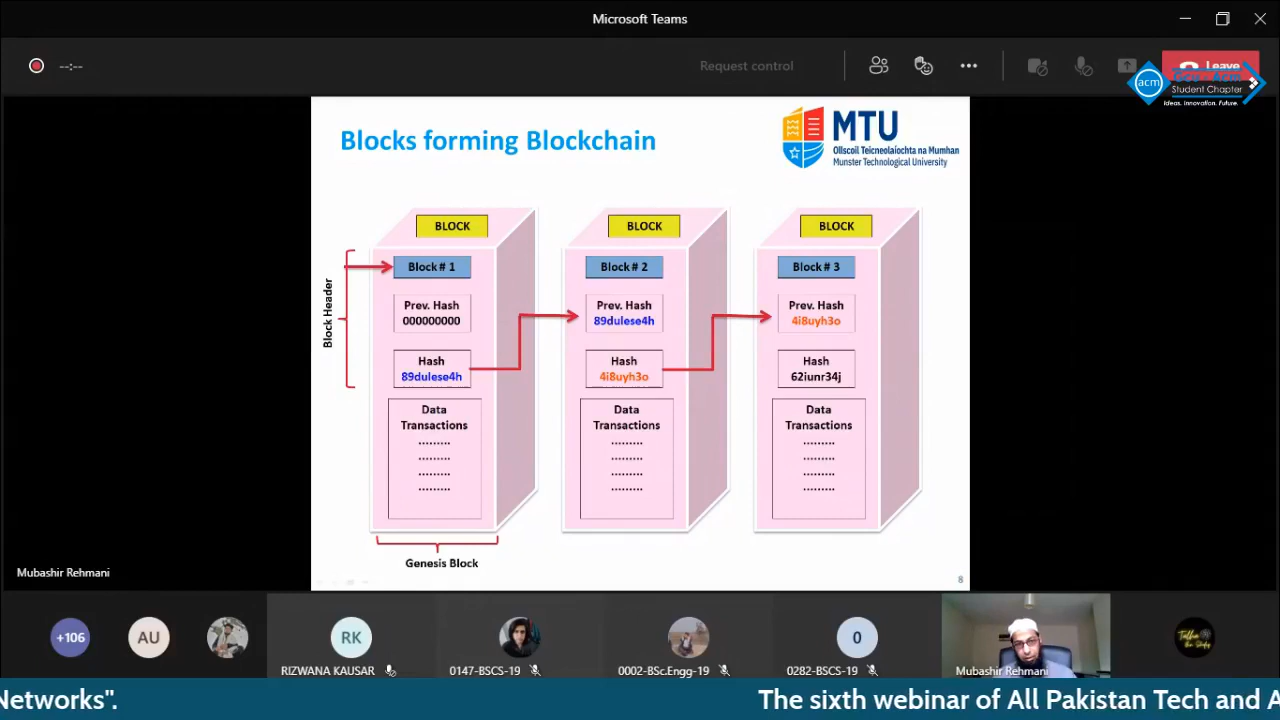 Microsoft Teams
--:--
Request control
Leave
acm
Gcu - Acm
Student Chapter
Ideas. Innovation. Future.
Blocks forming Blockchain
MTU
Ollscoil Teicneolaíochta na Mumhan
Munster Technological University
BLOCK
BLOCK
BLOCK
Block Header
Block # 1
Prev. Hash
000000000
Hash
89dulese4h
Data
Transactions
.........
.........
.........
.........
Block # 2
Prev. Hash
89dulese4h
Hash
4i8uyh3o
Data
Transactions
.........
.........
.........
.........
Block # 3
Prev. Hash
4i8uyh3o
Hash
62iunr34j
Data
Transactions
.........
.........
.........
.........
Genesis Block
8
Mubashir Rehmani
+106
AU
RK
RIZWANA KAUSAR
0147-BSCS-19
0002-BSc.Engg-19
0
0282-BSCS-19
Mubashir Rehmani
Networks".
The sixth webinar of All Pakistan Tech and A